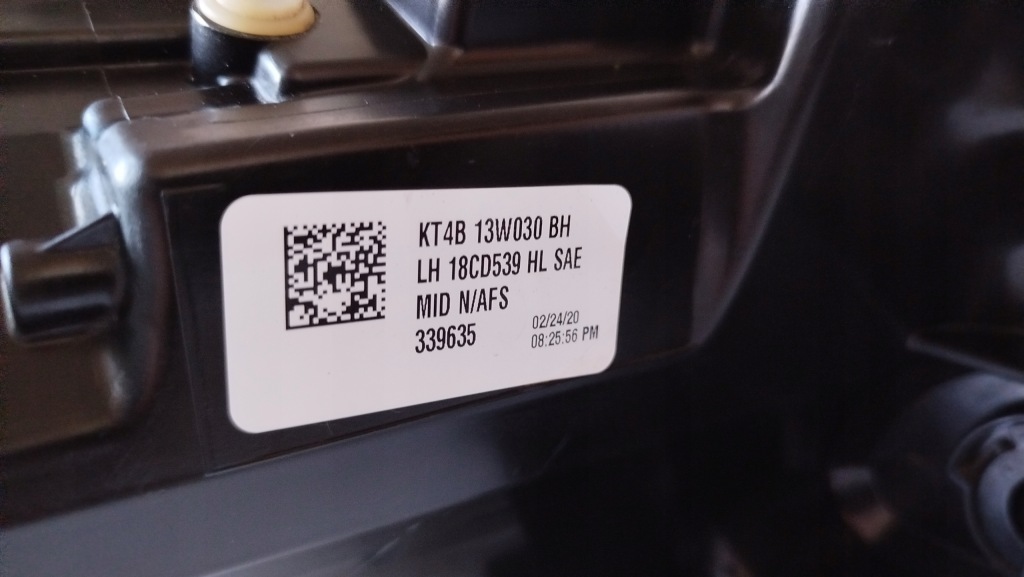 KT4B 13W030 BH
LH 18CD539 HL SAE
MID N/AFS
339635
02/24/20
08:25:56 PM